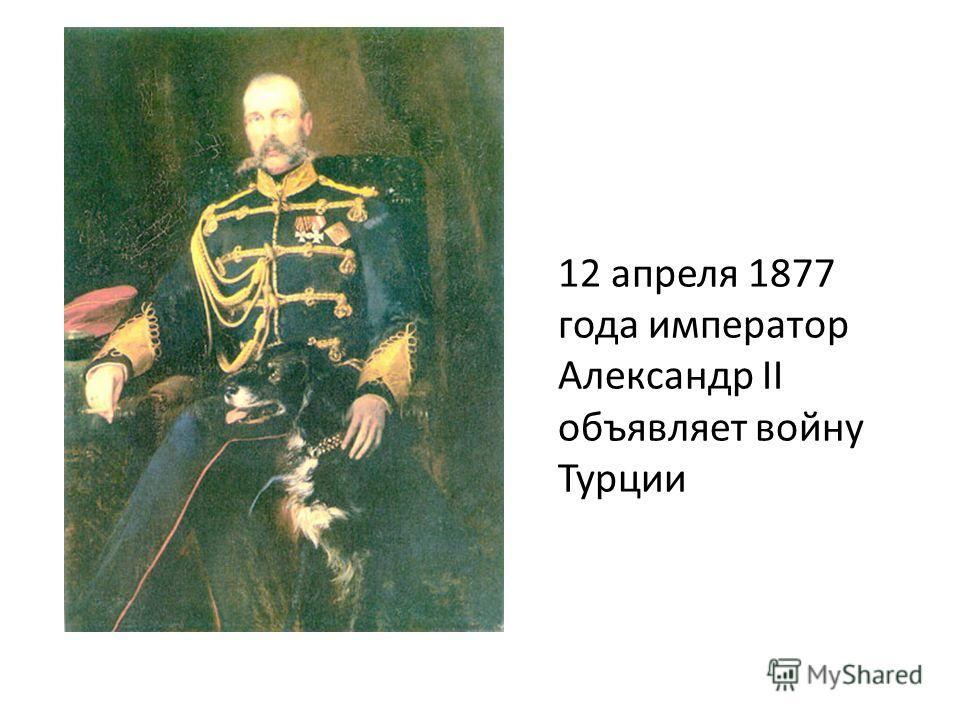 12 апреля 1877
года император
Александр II
объявляет войну
Турции
MyShared